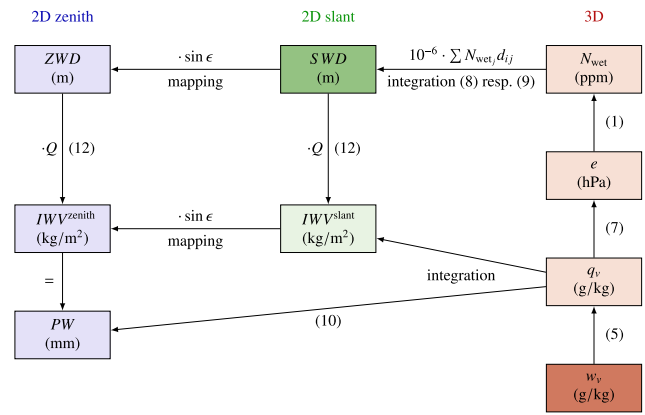 2D zenith
2D slant
3D
ZWD
(m)
· sin ϵ
mapping
SWD
(m)
10⁻⁶ · ∑ N_wet_j d_ij
integration (8) resp. (9)
N_wet
(ppm)
(1)
·Q (12)
·Q (12)
e
(hPa)
(7)
IWV^zenith
(kg/m²)
· sin ϵ
mapping
IWV^slant
(kg/m²)
integration
q_v
(g/kg)
=
(10)
(5)
PW
(mm)
w_v
(g/kg)